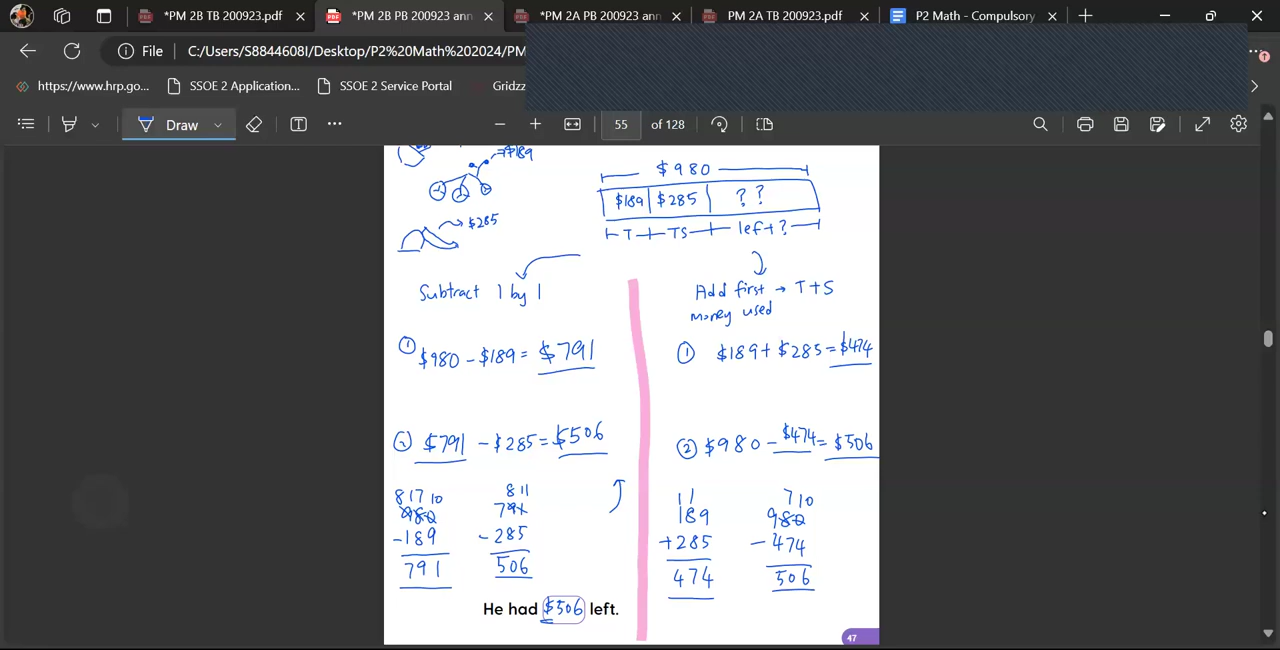 *PM 2B TB 200923.pdf
*PM 2B PB 200923 ann
*PM 2A PB 200923 ann
PM 2A TB 200923.pdf
P2 Math - Compulsory
File
C:/Users/S8844608I/Desktop/P2%20Math%202024/PM
https://www.hrp.go...
SSOE 2 Application...
SSOE 2 Service Portal
Gridzz
Draw
55 of 128
=$189
$285
$980
$189 $285 ? ?
T TS left?
Subtract 1 by 1
① $980 - $189 = $791
② $791 - $285 = $506
8 17 10
980
-189
791
8 11
791
-285
506
He had $506 left.
Add first → T+S
money used
① $189 + $285 = $474
② $980 - $474 = $506
1 1
189
+285
474
7 10
980
-474
506
47